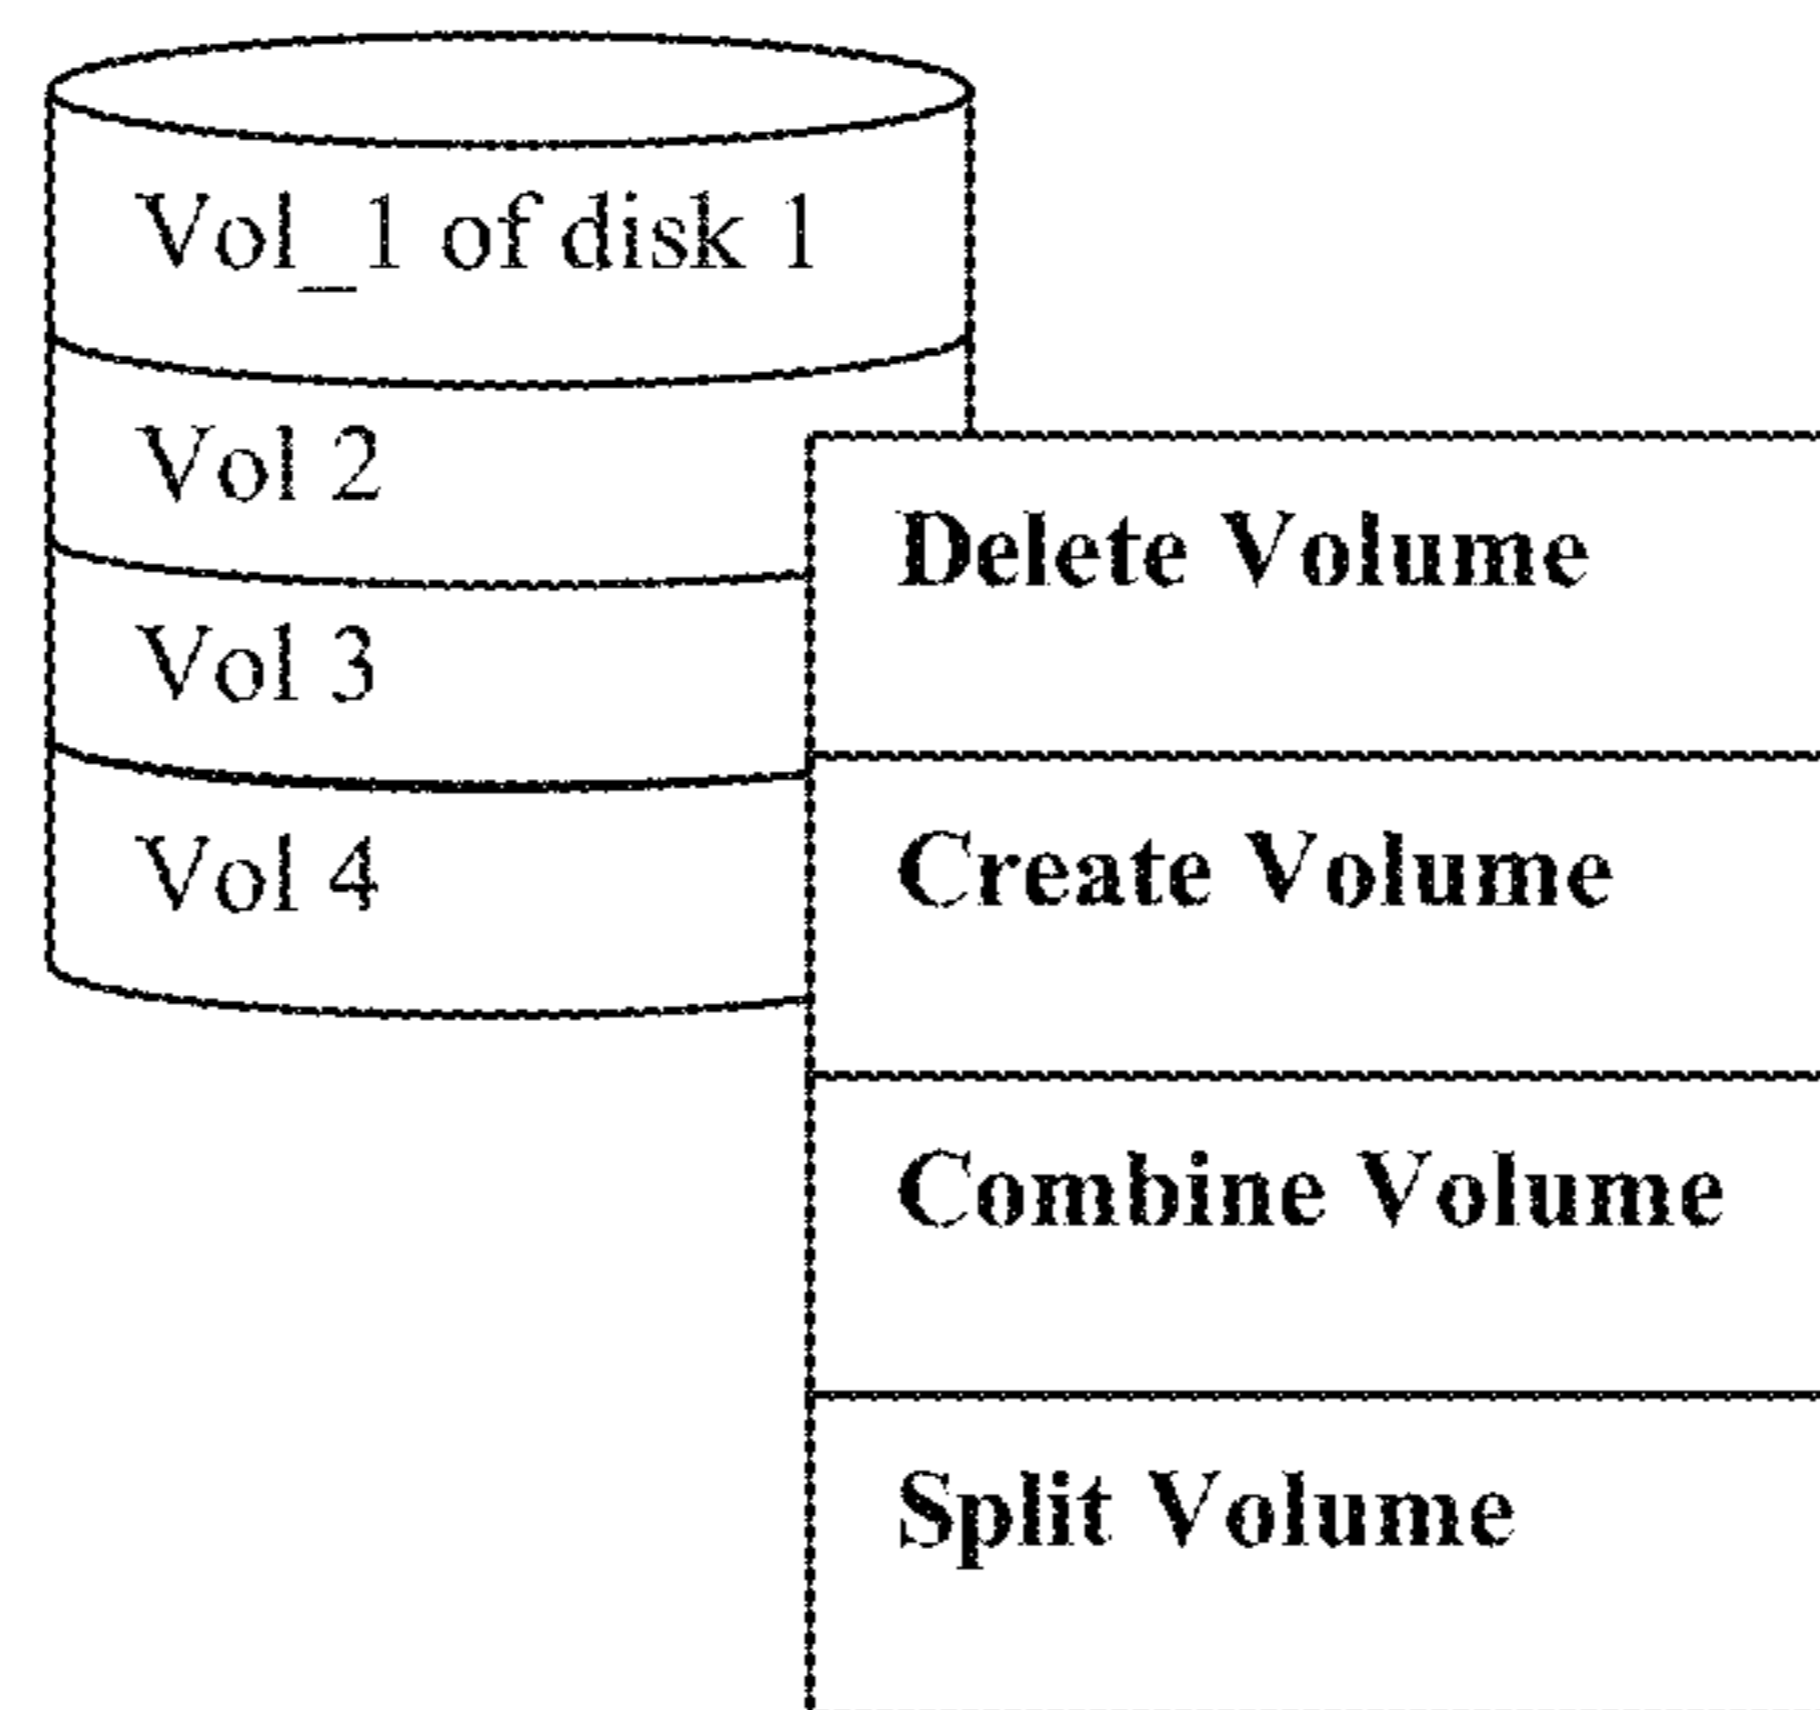 Vol_1 of disk 1
Vol 2
Vol 3
Vol 4
Delete Volume
Create Volume
Combine Volume
Split Volume